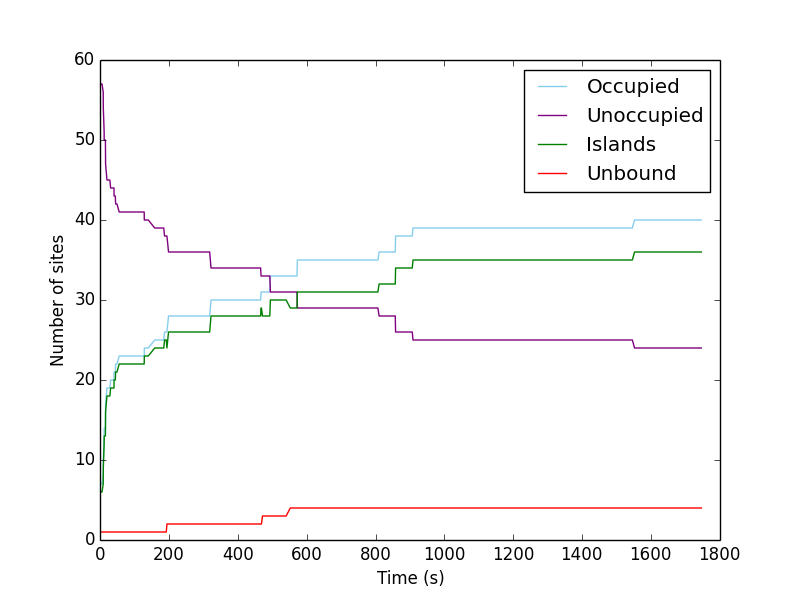 60
50
40
30
20
10
0
Number of sites
Occupied
Unoccupied
Islands
Unbound
0 200 400 600 800 1000 1200 1400 1600 1800
Time (s)